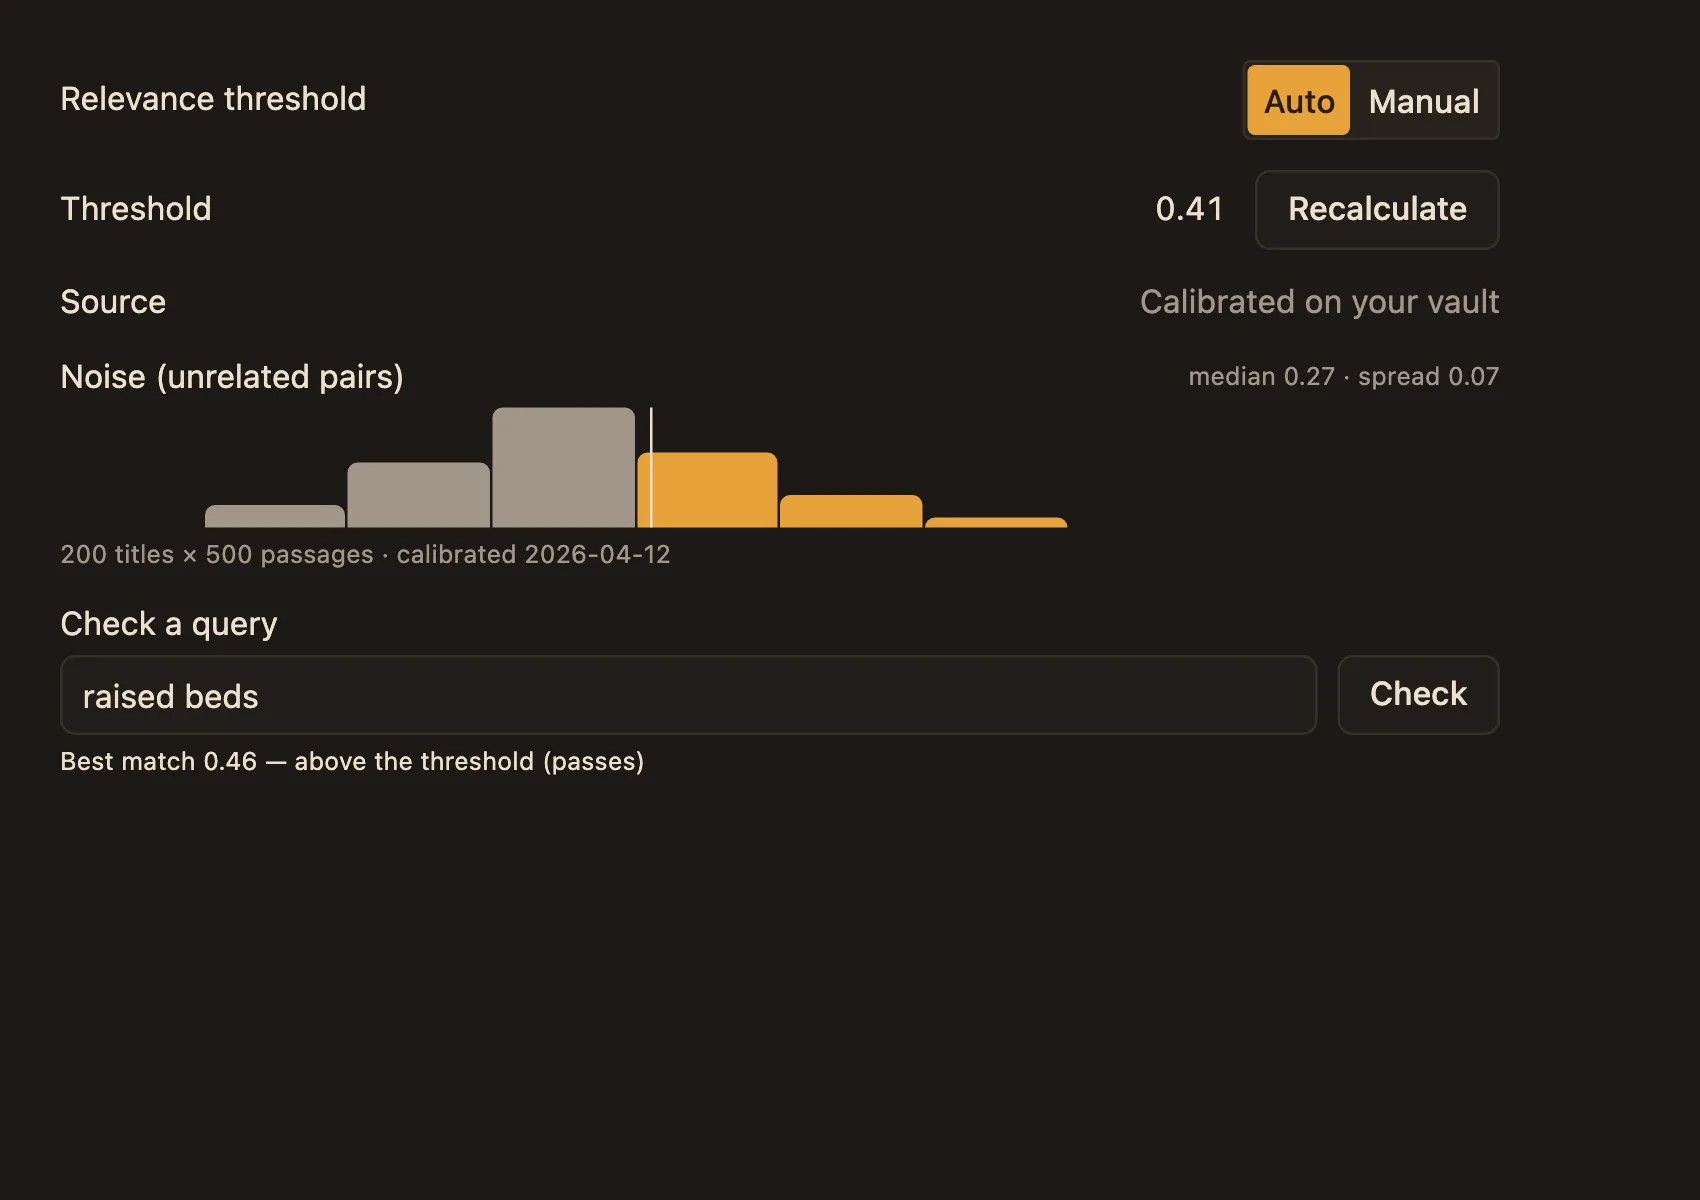 Relevance threshold Auto Manual
Threshold 0.41 Recalculate
Source Calibrated on your vault
Noise (unrelated pairs) median 0.27 · spread 0.07
200 titles × 500 passages · calibrated 2026-04-12
Check a query
raised beds Check
Best match 0.46 — above the threshold (passes)